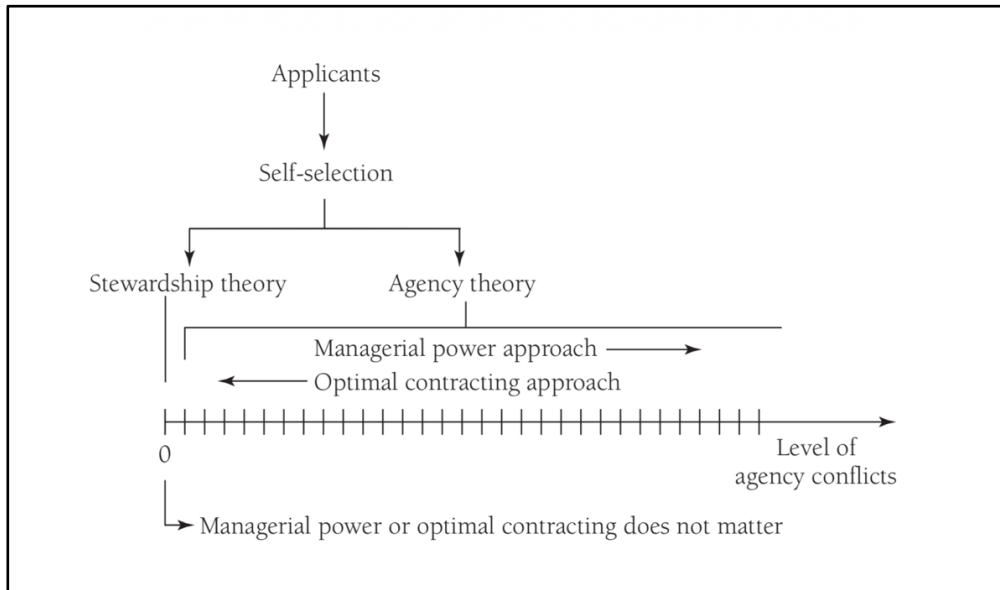 Applicants
Self-selection
Stewardship theory
Agency theory
Managerial power approach
Optimal contracting approach
0
Level of
agency conflicts
Managerial power or optimal contracting does not matter